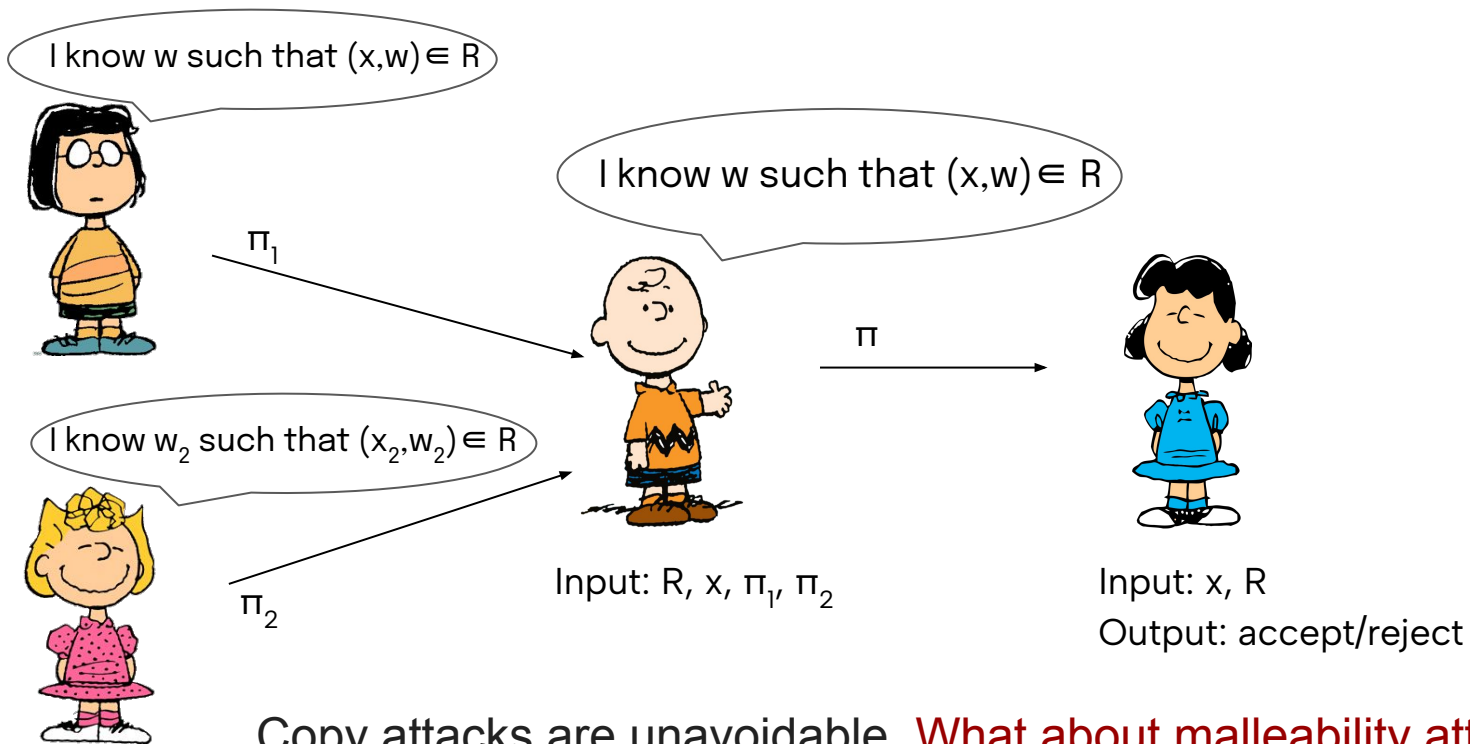 I know w such that (x,w) ∈ R
I know w such that (x,w) ∈ R
π₁
π
I know w₂ such that (x₂,w₂) ∈ R
π₂
Input: R, x, π₁, π₂
Input: x, R
Output: accept/reject
Copy attacks are unavoidable. What about malleability